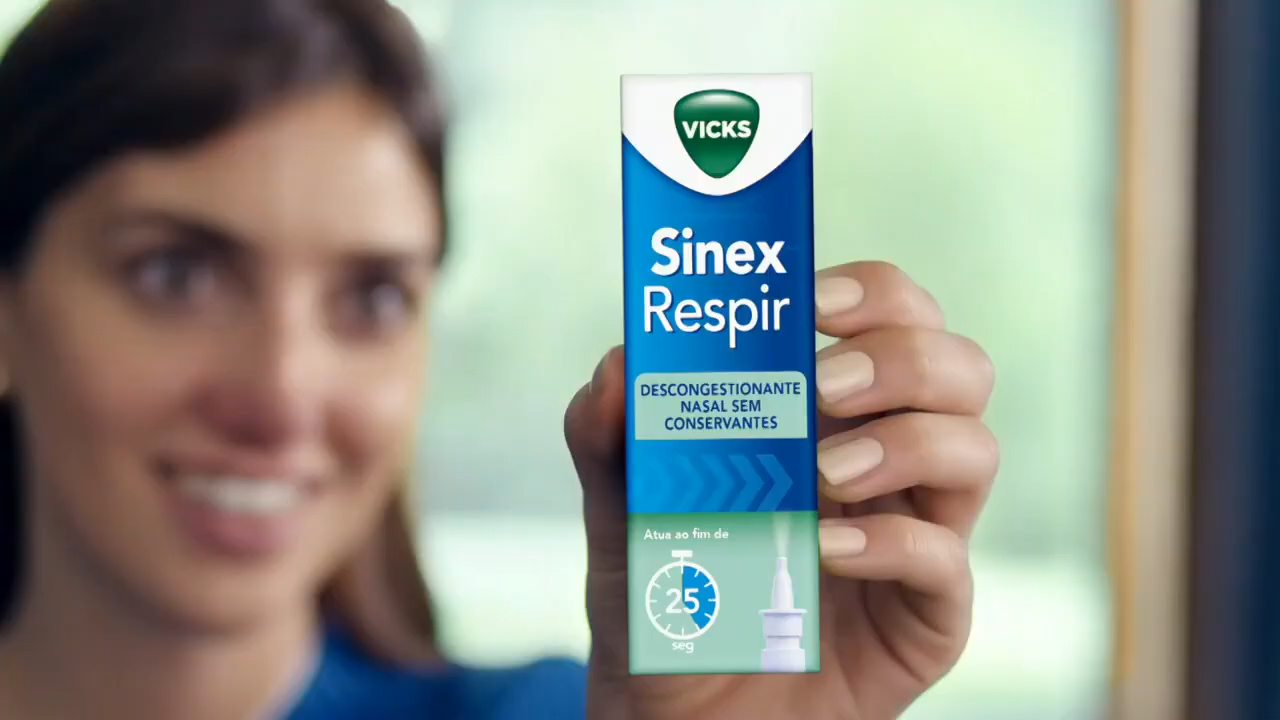 VICKS
Sinex
Respir
DESCONGESTIONANTE
NASAL SEM
CONSERVANTES
Atua ao fim de
25
seg